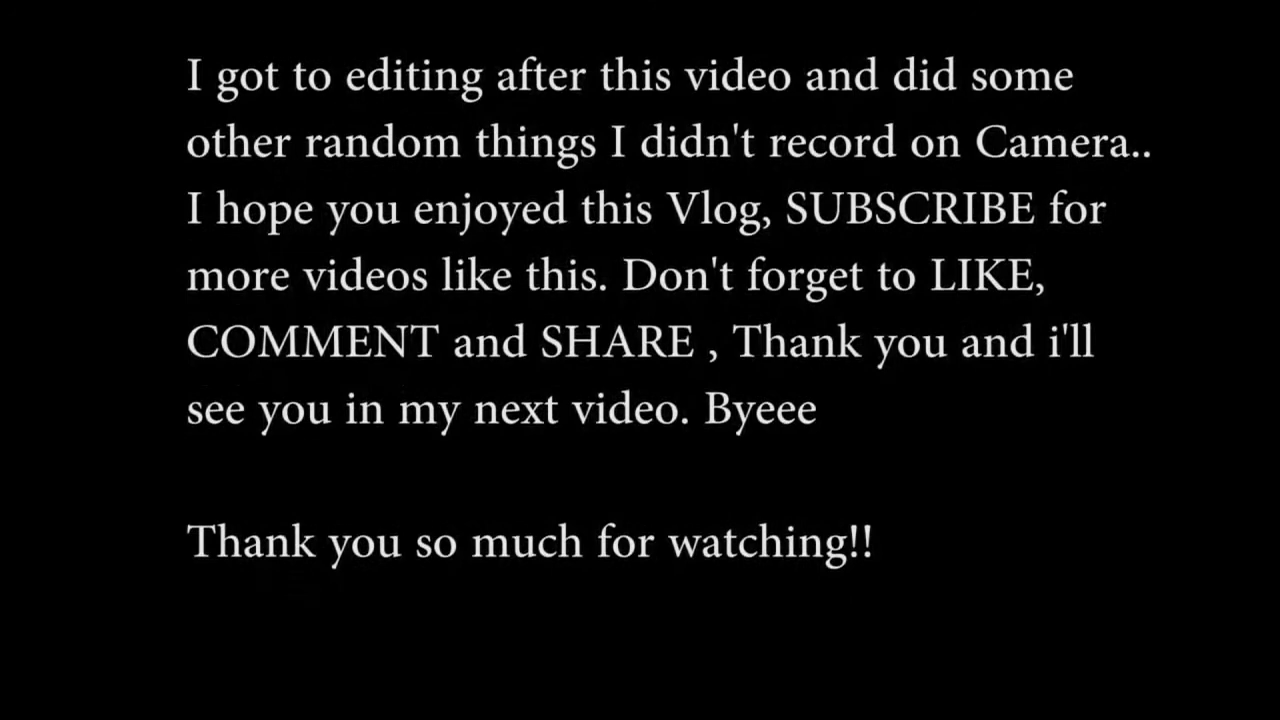 I got to editing after this video and did some
other random things I didn't record on Camera..
I hope you enjoyed this Vlog, SUBSCRIBE for
more videos like this. Don't forget to LIKE,
COMMENT and SHARE , Thank you and i'll
see you in my next video. Byeee
Thank you so much for watching!!